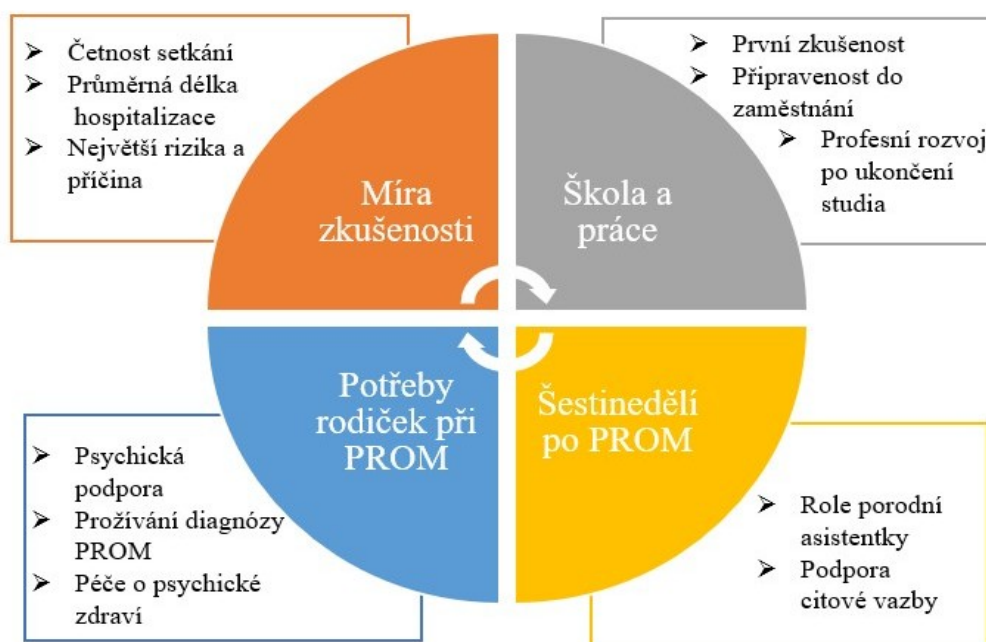 Četnost setkání
Průměrná délka
hospitalizace
Největší rizika a
příčina
Míra
zkušenosti
Škola a
práce
První zkušenost
Připravenost do
zaměstnání
Profesní rozvoj
po ukončení
studia
Psychická
podpora
Prožívání diagnózy
PROM
Péče o psychické
zdraví
Potřeby
rodiček při
PROM
Šestinedělí
po PROM
Role porodní
asistentky
Podpora
citové vazby